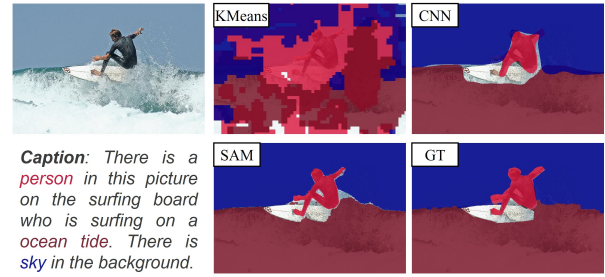 KMeans
CNN
SAM
GT
Caption: There is a
person in this picture
on the surfing board
who is surfing on a
ocean tide. There is
sky in the background.